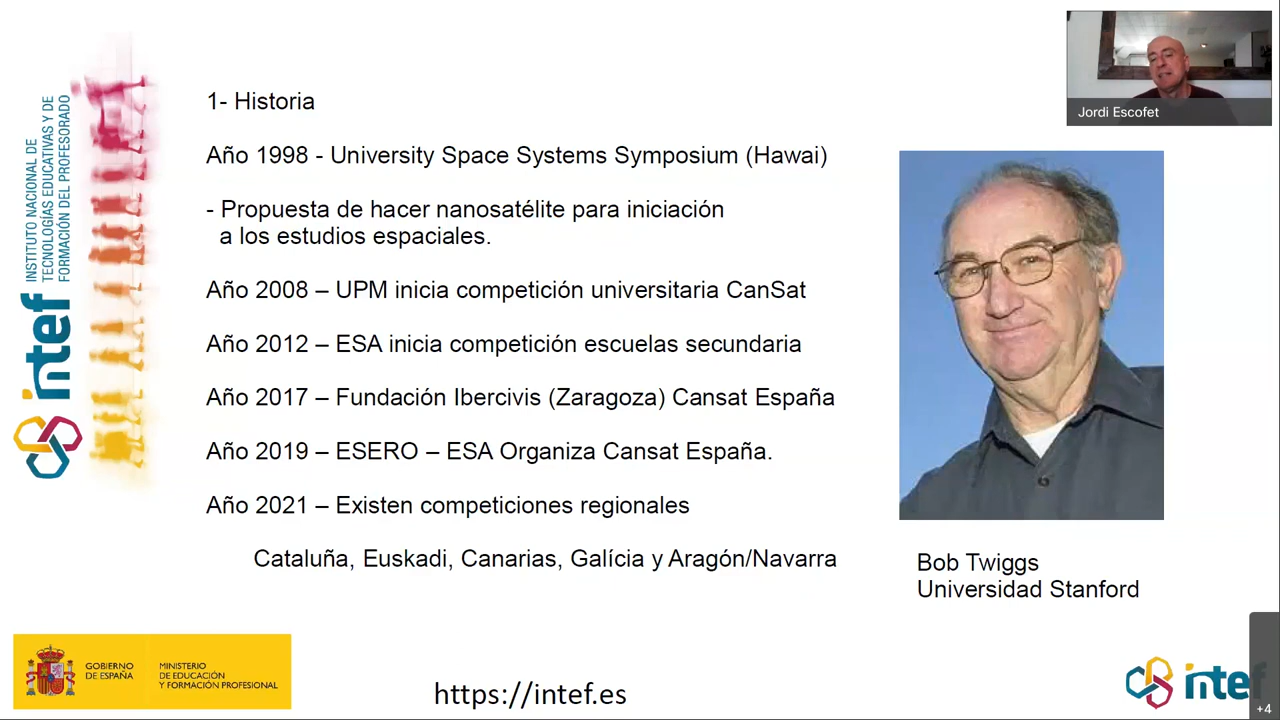 INSTITUTO NACIONAL DE
TECNOLOGÍAS EDUCATIVAS Y DE
FORMACIÓN DEL PROFESORADO
intef
1- Historia
Año 1998 - University Space Systems Symposium (Hawai)
- Propuesta de hacer nanosatélite para iniciación
a los estudios espaciales.
Año 2008 – UPM inicia competición universitaria CanSat
Año 2012 – ESA inicia competición escuelas secundaria
Año 2017 – Fundación Ibercivis (Zaragoza) Cansat España
Año 2019 – ESERO – ESA Organiza Cansat España.
Año 2021 – Existen competiciones regionales
Cataluña, Euskadi, Canarias, Galícia y Aragón/Navarra
Jordi Escofet
Bob Twiggs
Universidad Stanford
GOBIERNO
DE ESPAÑA
MINISTERIO
DE EDUCACIÓN
Y FORMACIÓN PROFESIONAL
https://intef.es
intef
+4